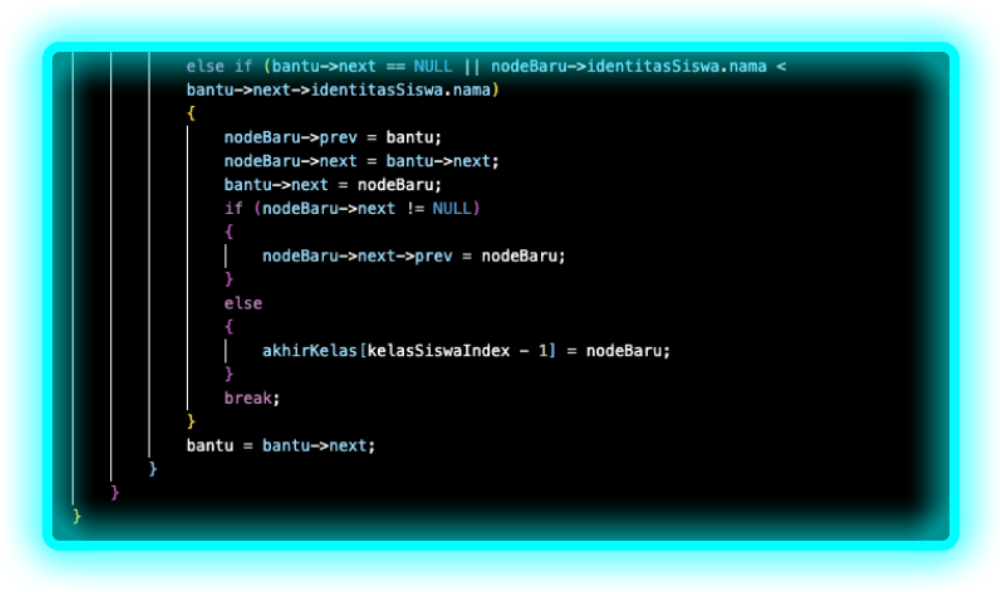 else if (bantu->next == NULL || nodeBaru->identitasSiswa.nama <
bantu->next->identitasSiswa.nama)
{
nodeBaru->prev = bantu;
nodeBaru->next = bantu->next;
bantu->next = nodeBaru;
if (nodeBaru->next != NULL)
{
nodeBaru->next->prev = nodeBaru;
}
else
{
akhirKelas[kelasSiswaIndex - 1] = nodeBaru;
}
break;
}
bantu = bantu->next;
}
}
}